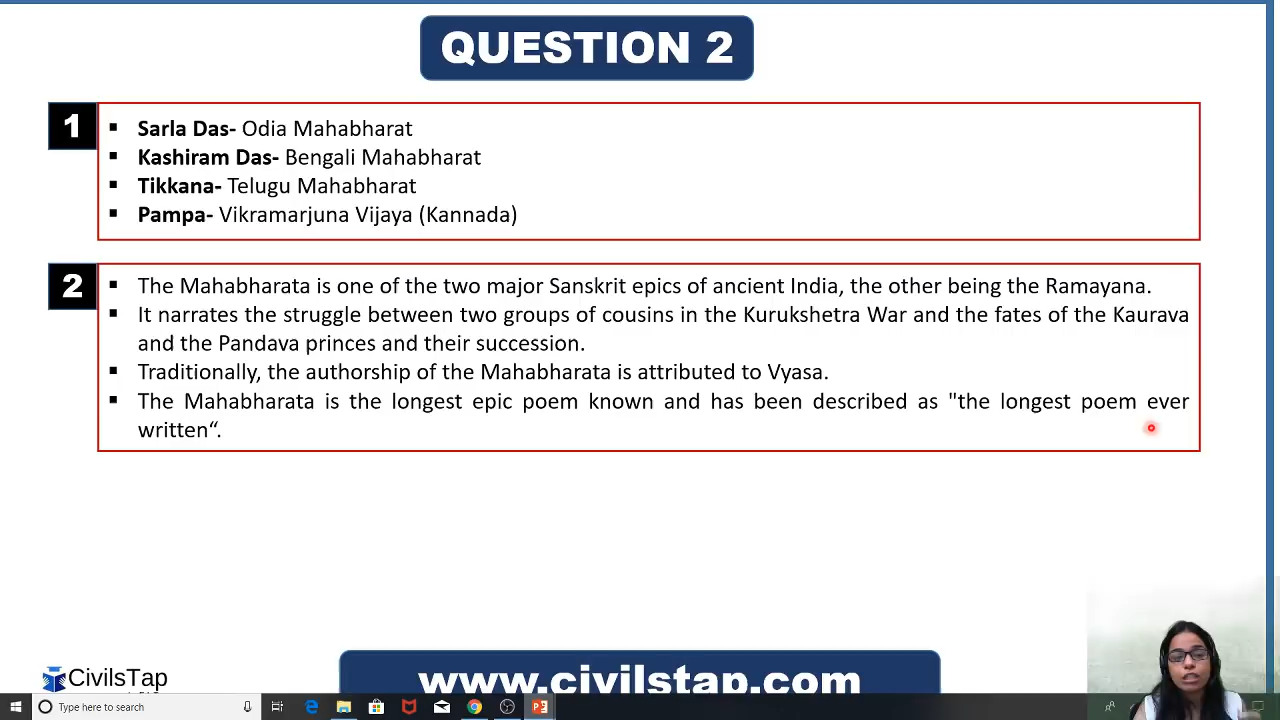 QUESTION 2
1
▪ Sarla Das- Odia Mahabharat
▪ Kashiram Das- Bengali Mahabharat
▪ Tikkana- Telugu Mahabharat
▪ Pampa- Vikramarjuna Vijaya (Kannada)
2
▪ The Mahabharata is one of the two major Sanskrit epics of ancient India, the other being the Ramayana.
▪ It narrates the struggle between two groups of cousins in the Kurukshetra War and the fates of the Kaurava
and the Pandava princes and their succession.
▪ Traditionally, the authorship of the Mahabharata is attributed to Vyasa.
▪ The Mahabharata is the longest epic poem known and has been described as "the longest poem ever
written“.
CivilsTap
www.civilstap.com
Type here to search